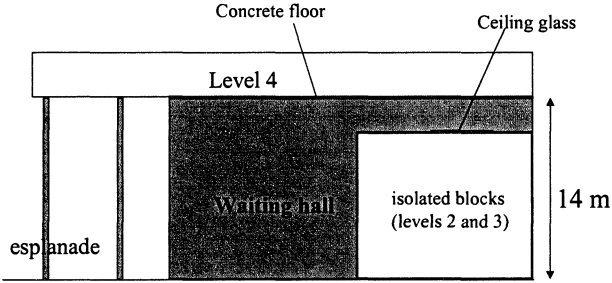 Concrete floor
Ceiling glass
Level 4
Waiting hall
isolated blocks
(levels 2 and 3)
14 m
esplanade